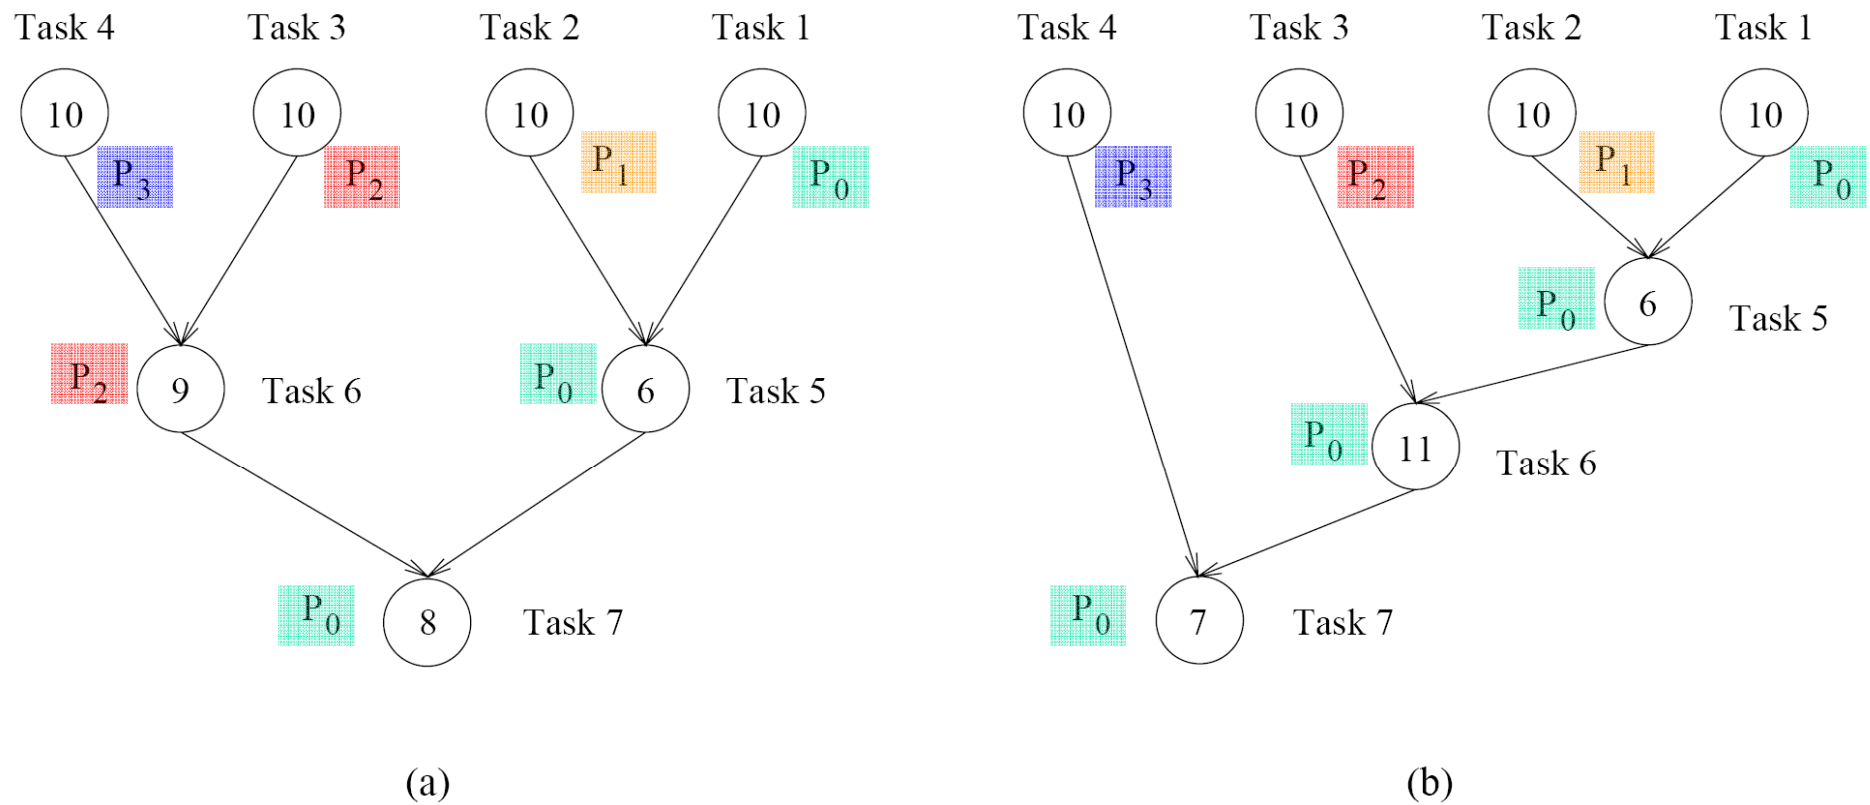 Task 4 Task 3 Task 2 Task 1 Task 4 Task 3 Task 2 Task 1
10 10 10 10 10 10 10 10
P3 P2 P1 P0 P3 P2 P1 P0
P0 6 Task 5
P2 9 Task 6 P0 6 Task 5
P0 11 Task 6
P0 8 Task 7 P0 7 Task 7
(a) (b)